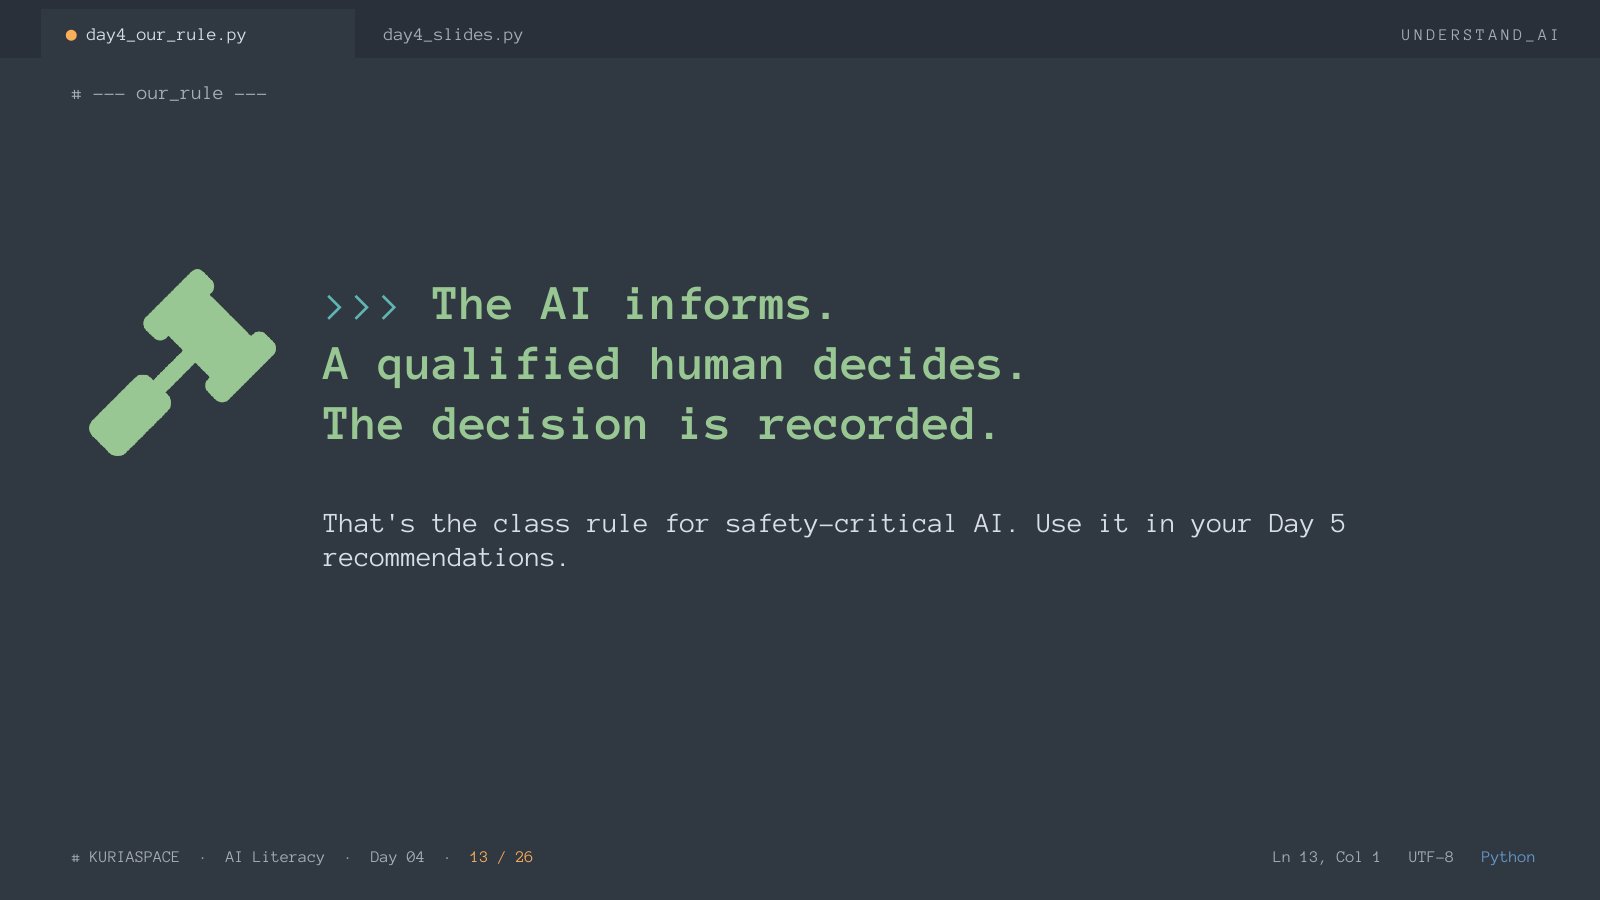 day4_our_rule.py
day4_slides.py
UNDERSTAND_AI
# --- our_rule ---
>>> The AI informs.
A qualified human decides.
The decision is recorded.
That's the class rule for safety-critical AI. Use it in your Day 5
recommendations.
# KURIASPACE · AI Literacy · Day 04 · 13 / 26
Ln 13, Col 1 UTF-8 Python